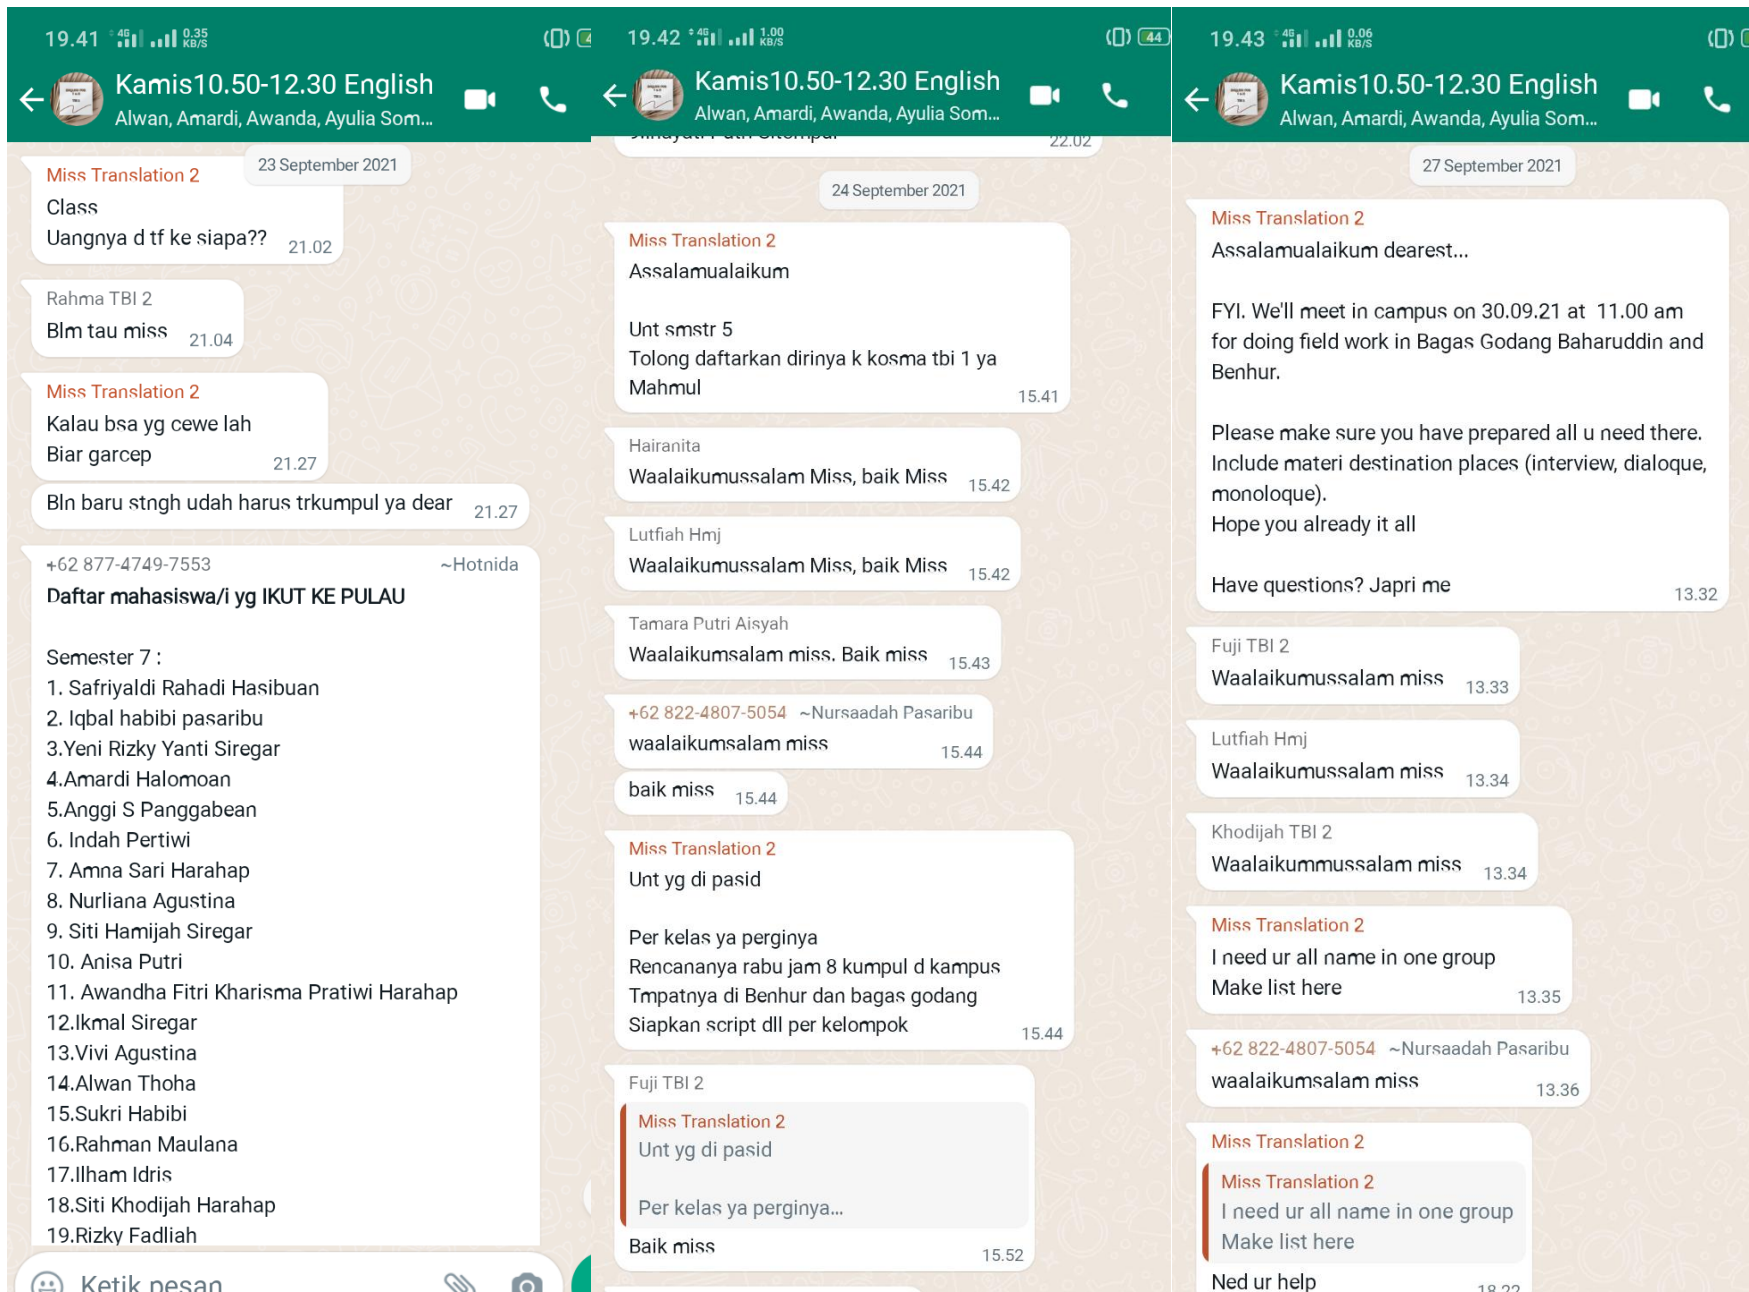 19.41 4G 0.35 KB/S
Kamis10.50-12.30 English
Alwan, Amardi, Awanda, Ayulia Som...
23 September 2021
Miss Translation 2
Class
Uangnya d tf ke siapa?? 21.02
Rahma TBI 2
Blm tau miss 21.04
Miss Translation 2
Kalau bsa yg cewe lah
Biar garcep 21.27
Bln baru stngh udah harus trkumpul ya dear 21.27
+62 877-4749-7553 ~Hotnida
Daftar mahasiswa/i yg IKUT KE PULAU
Semester 7 :
1. Safriyaldi Rahadi Hasibuan
2. Iqbal habibi pasaribu
3.Yeni Rizky Yanti Siregar
4.Amardi Halomoan
5.Anggi S Panggabean
6. Indah Pertiwi
7. Amna Sari Harahap
8. Nurliana Agustina
9. Siti Hamijah Siregar
10. Anisa Putri
11. Awandha Fitri Kharisma Pratiwi Harahap
12.Ikmal Siregar
13.Vivi Agustina
14.Alwan Thoha
15.Sukri Habibi
16.Rahman Maulana
17.Ilham Idris
18.Siti Khodijah Harahap
19.Rizky Fadliah
Ketik pesan
19.42 4G 1.00 KB/S 44
Kamis10.50-12.30 English
Alwan, Amardi, Awanda, Ayulia Som...
22.02
24 September 2021
Miss Translation 2
Assalamualaikum
Unt smstr 5
Tolong daftarkan dirinya k kosma tbi 1 ya
Mahmul 15.41
Hairanita
Waalaikumussalam Miss, baik Miss 15.42
Lutfiah Hmj
Waalaikumussalam Miss, baik Miss 15.42
Tamara Putri Aisyah
Waalaikumsalam miss. Baik miss 15.43
+62 822-4807-5054 ~Nursaadah Pasaribu
waalaikumsalam miss 15.44
baik miss 15.44
Miss Translation 2
Unt yg di pasid
Per kelas ya perginya
Rencananya rabu jam 8 kumpul d kampus
Tmpatnya di Benhur dan bagas godang
Siapkan script dll per kelompok 15.44
Fuji TBI 2
Miss Translation 2
Unt yg di pasid
Per kelas ya perginya...
Baik miss 15.52
19.43 4G 0.06 KB/S
Kamis10.50-12.30 English
Alwan, Amardi, Awanda, Ayulia Som...
27 September 2021
Miss Translation 2
Assalamualaikum dearest...
FYI. We'll meet in campus on 30.09.21 at 11.00 am
for doing field work in Bagas Godang Baharuddin and
Benhur.
Please make sure you have prepared all u need there.
Include materi destination places (interview, dialoque,
monoloque).
Hope you already it all
Have questions? Japri me 13.32
Fuji TBI 2
Waalaikumussalam miss 13.33
Lutfiah Hmj
Waalaikumussalam miss 13.34
Khodijah TBI 2
Waalaikummussalam miss 13.34
Miss Translation 2
I need ur all name in one group
Make list here 13.35
+62 822-4807-5054 ~Nursaadah Pasaribu
waalaikumsalam miss 13.36
Miss Translation 2
Miss Translation 2
I need ur all name in one group
Make list here
Ned ur help 18.22